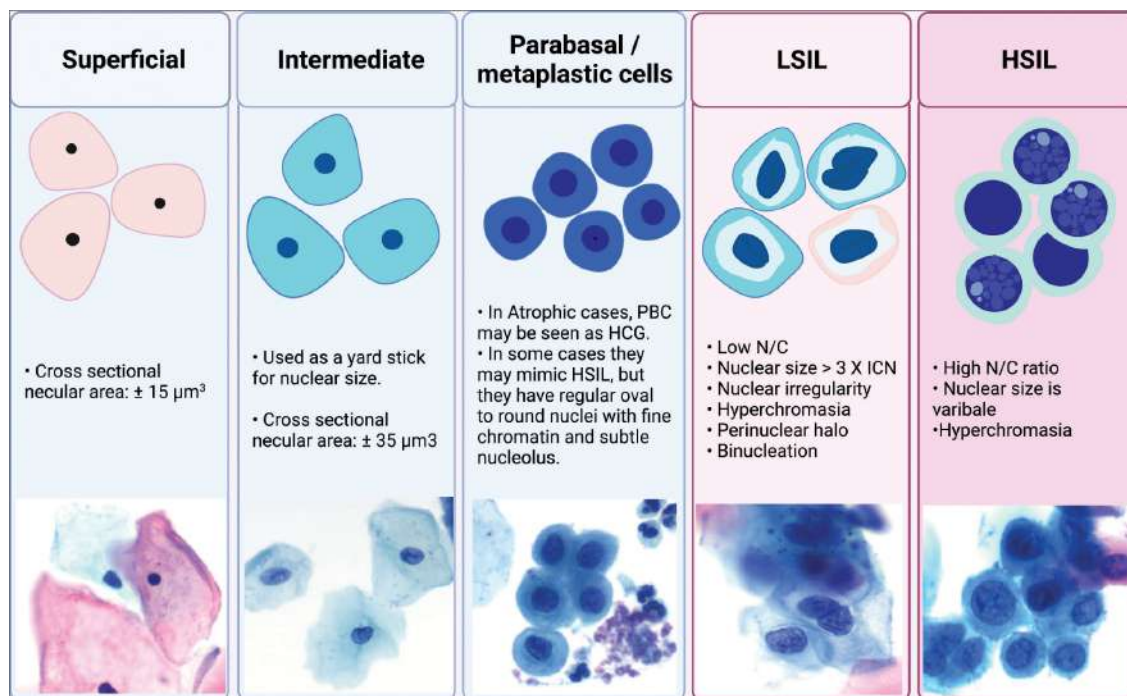 Superficial
Intermediate
Parabasal /
metaplastic cells
LSIL
HSIL
• Cross sectional
necular area: ± 15 µm³
• Used as a yard stick
for nuclear size.
• Cross sectional
necular area: ± 35 µm3
• In Atrophic cases, PBC
may be seen as HCG.
• In some cases they
may mimic HSIL, but
they have regular oval
to round nuclei with fine
chromatin and subtle
nucleolus.
• Low N/C
• Nuclear size > 3 X ICN
• Nuclear irregularity
• Hyperchromasia
• Perinuclear halo
• Binucleation
• High N/C ratio
• Nuclear size is
varibale
•Hyperchromasia